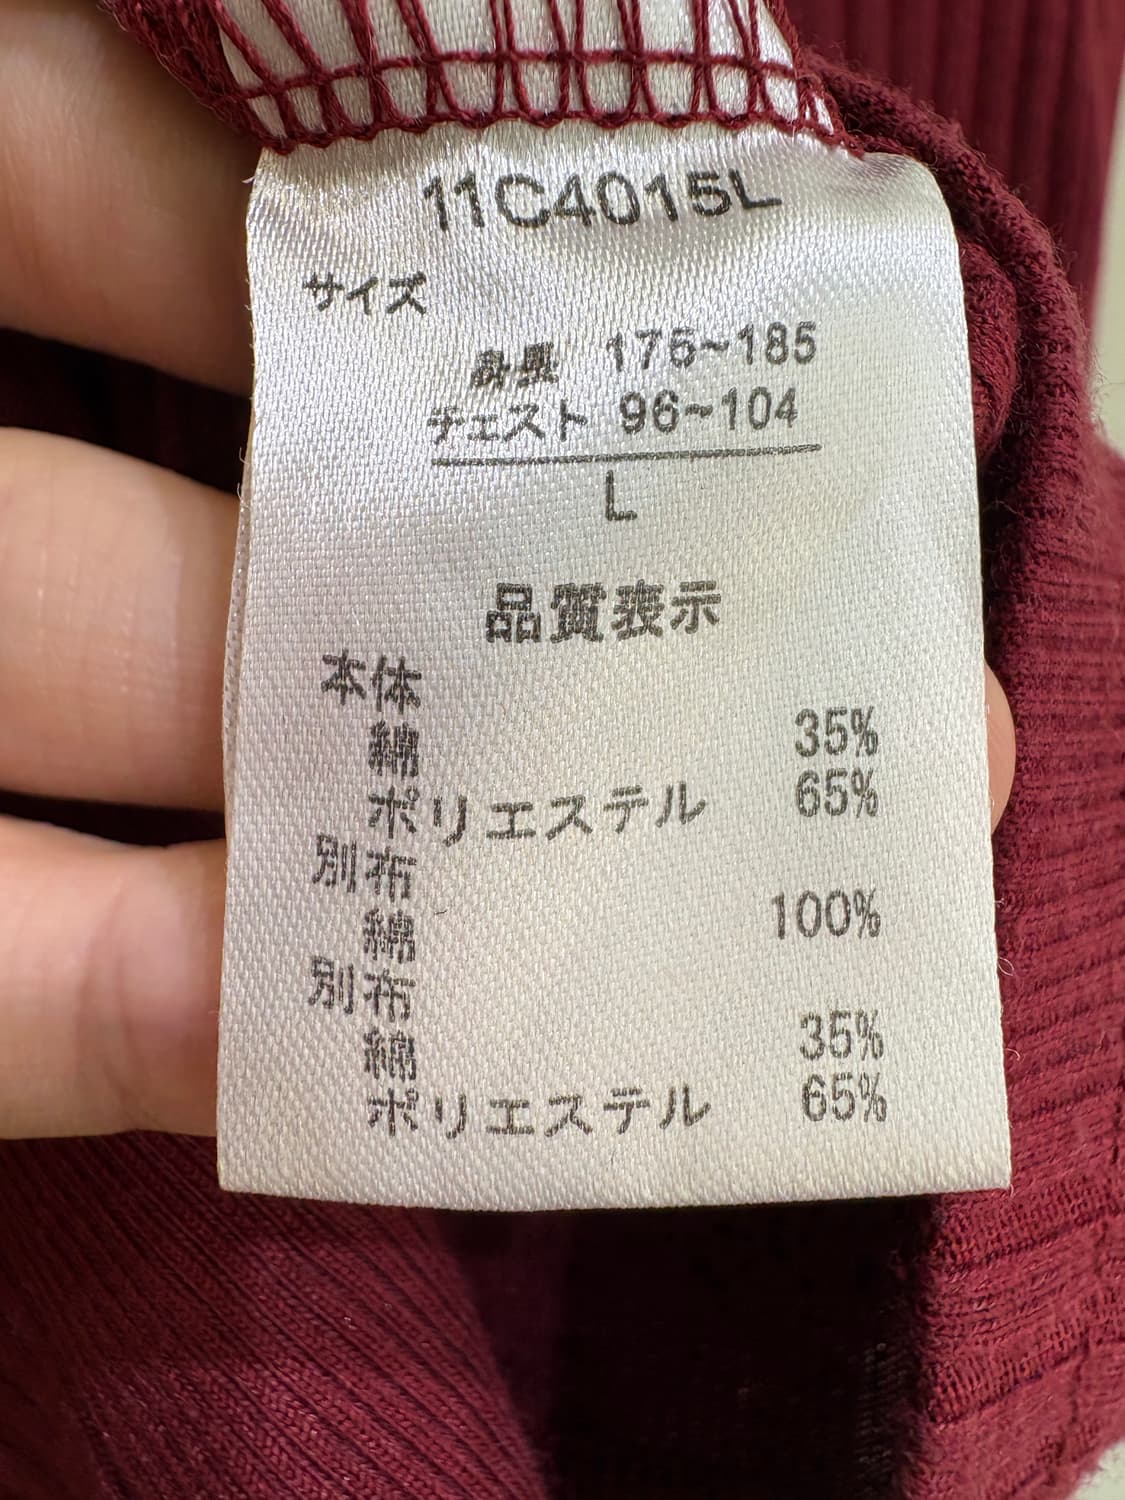 11C4015L
サイズ
身長 175~185
チェスト 96~104
L
品質表示
本体
綿 35%
ポリエステル 65%
別布
綿 100%
別布
綿 35%
ポリエステル 65%